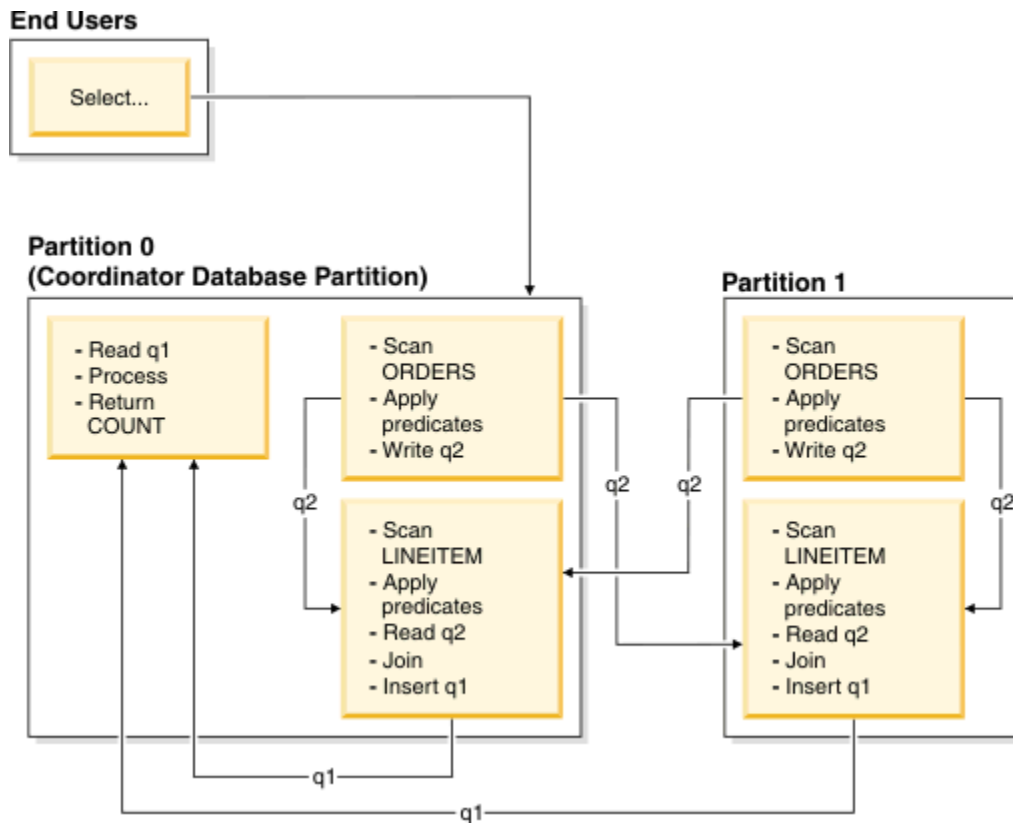 End Users
Select...
Partition 0
(Coordinator Database Partition)
- Read q1
- Process
- Return
COUNT
- Scan
ORDERS
- Apply
predicates
- Write q2
q2
- Scan
LINEITEM
- Apply
predicates
- Read q2
- Join
- Insert q1
q2
q2
Partition 1
- Scan
ORDERS
- Apply
predicates
- Write q2
q2
- Scan
LINEITEM
- Apply
predicates
- Read q2
- Join
- Insert q1
q1
q1